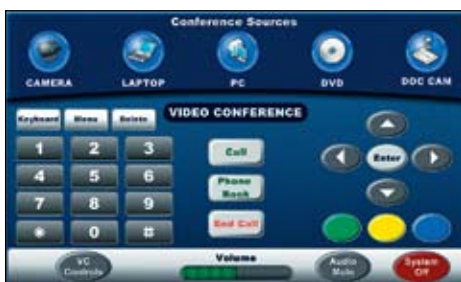 Conference Sources
CAMERA LAPTOP PC DVD DOC CAM
Keyboard Menu Delete VIDEO CONFERENCE
1 2 3
Call
Enter
4 5 6
Phone
Book
7 8 9
End Call
* 0 #
VC
Controls
Volume
Audio
Mute
System
Off